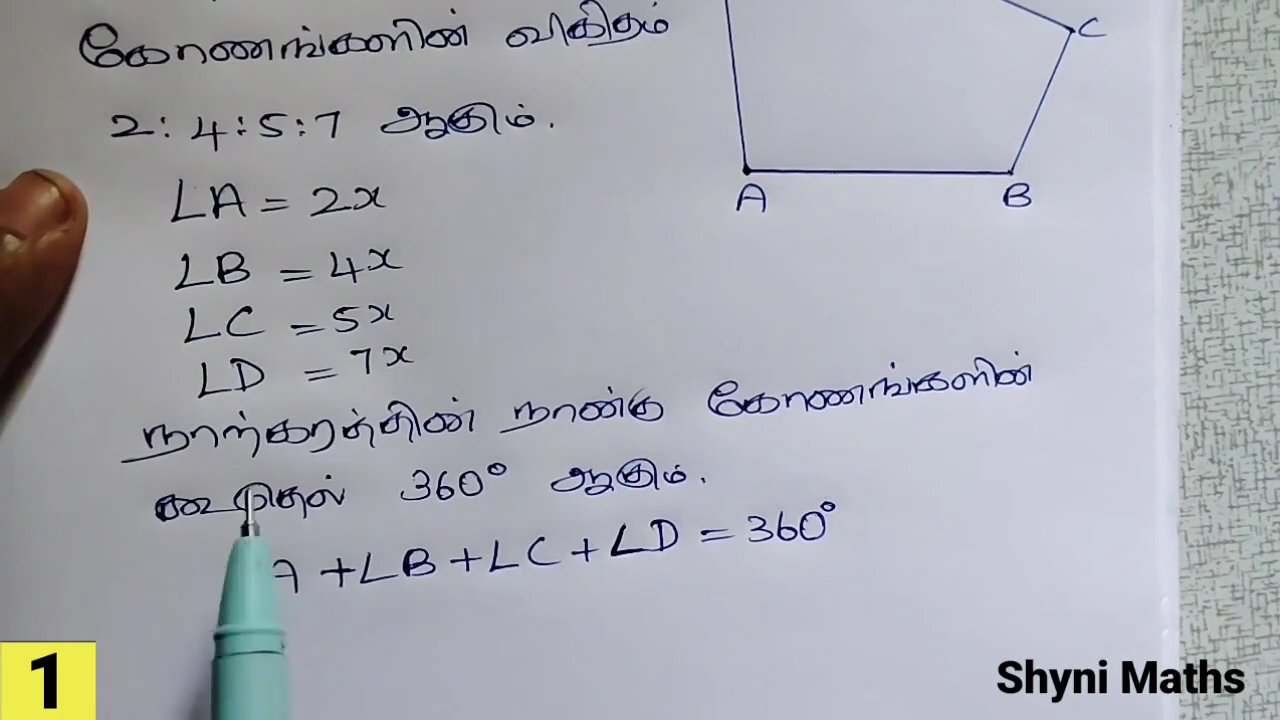 கோணங்களின் விகிதம்
2 : 4 : 5 : 7 ஆகும்.
∠A = 2x
∠B = 4x
∠C = 5x
∠D = 7x
நாற்கரத்தின் நான்கு கோணங்களின்
கூடுதல் 360° ஆகும்.
A + ∠B + ∠C + ∠D = 360°
C
A
B
1
Shyni Maths